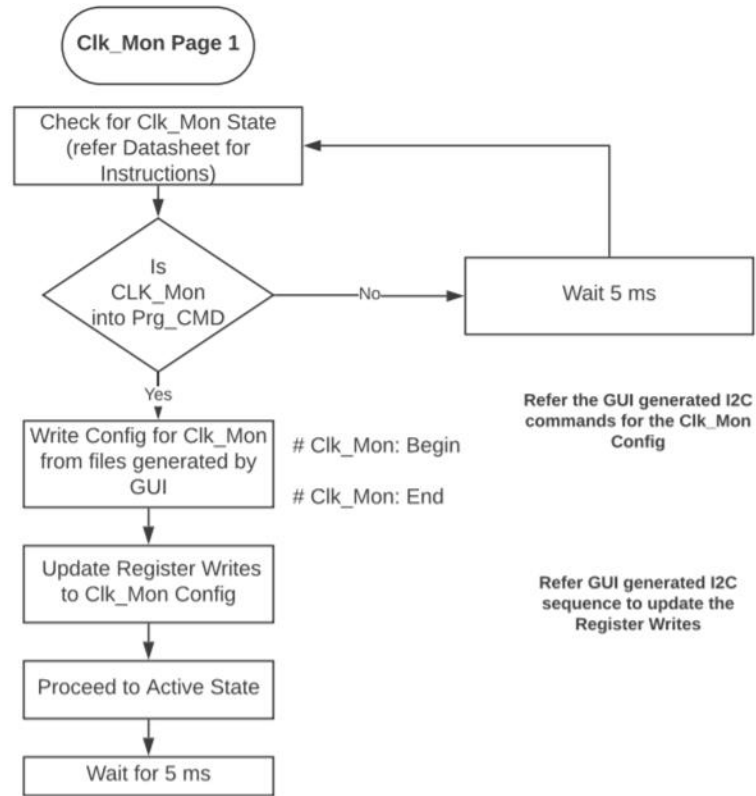 Clk_Mon Page 1
Check for Clk_Mon State
(refer Datasheet for
Instructions)
Is
CLK_Mon
into Prg_CMD
No
Wait 5 ms
Yes
Refer the GUI generated I2C
commands for the Clk_Mon
Config
Write Config for Clk_Mon
from files generated by
GUI
# Clk_Mon: Begin
# Clk_Mon: End
Update Register Writes
to Clk_Mon Config
Refer GUI generated I2C
sequence to update the
Register Writes
Proceed to Active State
Wait for 5 ms